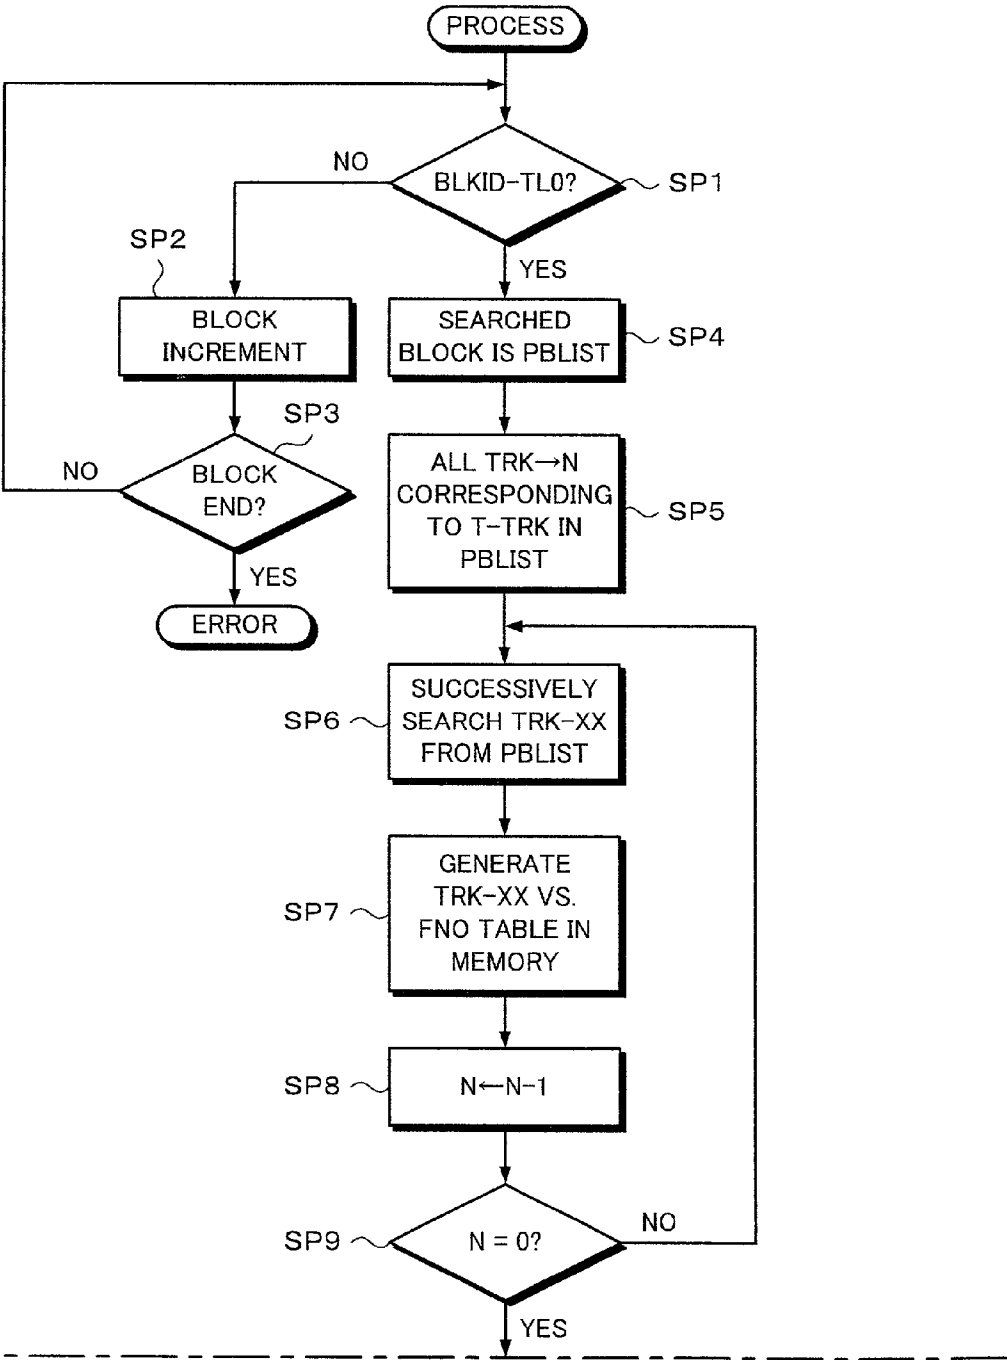 PROCESS
NO
BLKID-TL0?
SP1
SP2
YES
BLOCK
INCREMENT
SEARCHED
BLOCK IS PBLIST
SP4
SP3
NO
BLOCK
END?
ALL TRK→N
CORRESPONDING
TO T-TRK IN
PBLIST
SP5
YES
ERROR
SP6
SUCCESSIVELY
SEARCH TRK-XX
FROM PBLIST
SP7
GENERATE
TRK-XX VS.
FNO TABLE IN
MEMORY
SP8
N←N-1
SP9
N = 0?
NO
YES